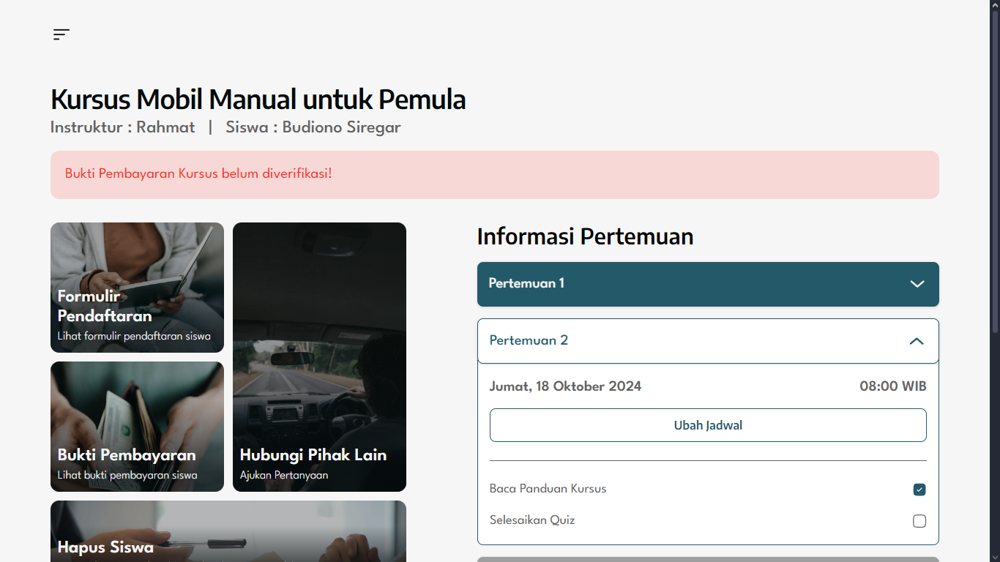 Kursus Mobil Manual untuk Pemula
Instruktur : Rahmat | Siswa : Budiono Siregar
Bukti Pembayaran Kursus belum diverifikasi!
Formulir
Pendaftaran
Lihat formulir pendaftaran siswa
Bukti Pembayaran
Lihat bukti pembayaran siswa
Hubungi Pihak Lain
Ajukan Pertanyaan
Hapus Siswa
Informasi Pertemuan
Pertemuan 1
Pertemuan 2
Jumat, 18 Oktober 2024 08:00 WIB
Ubah Jadwal
Baca Panduan Kursus
Selesaikan Quiz